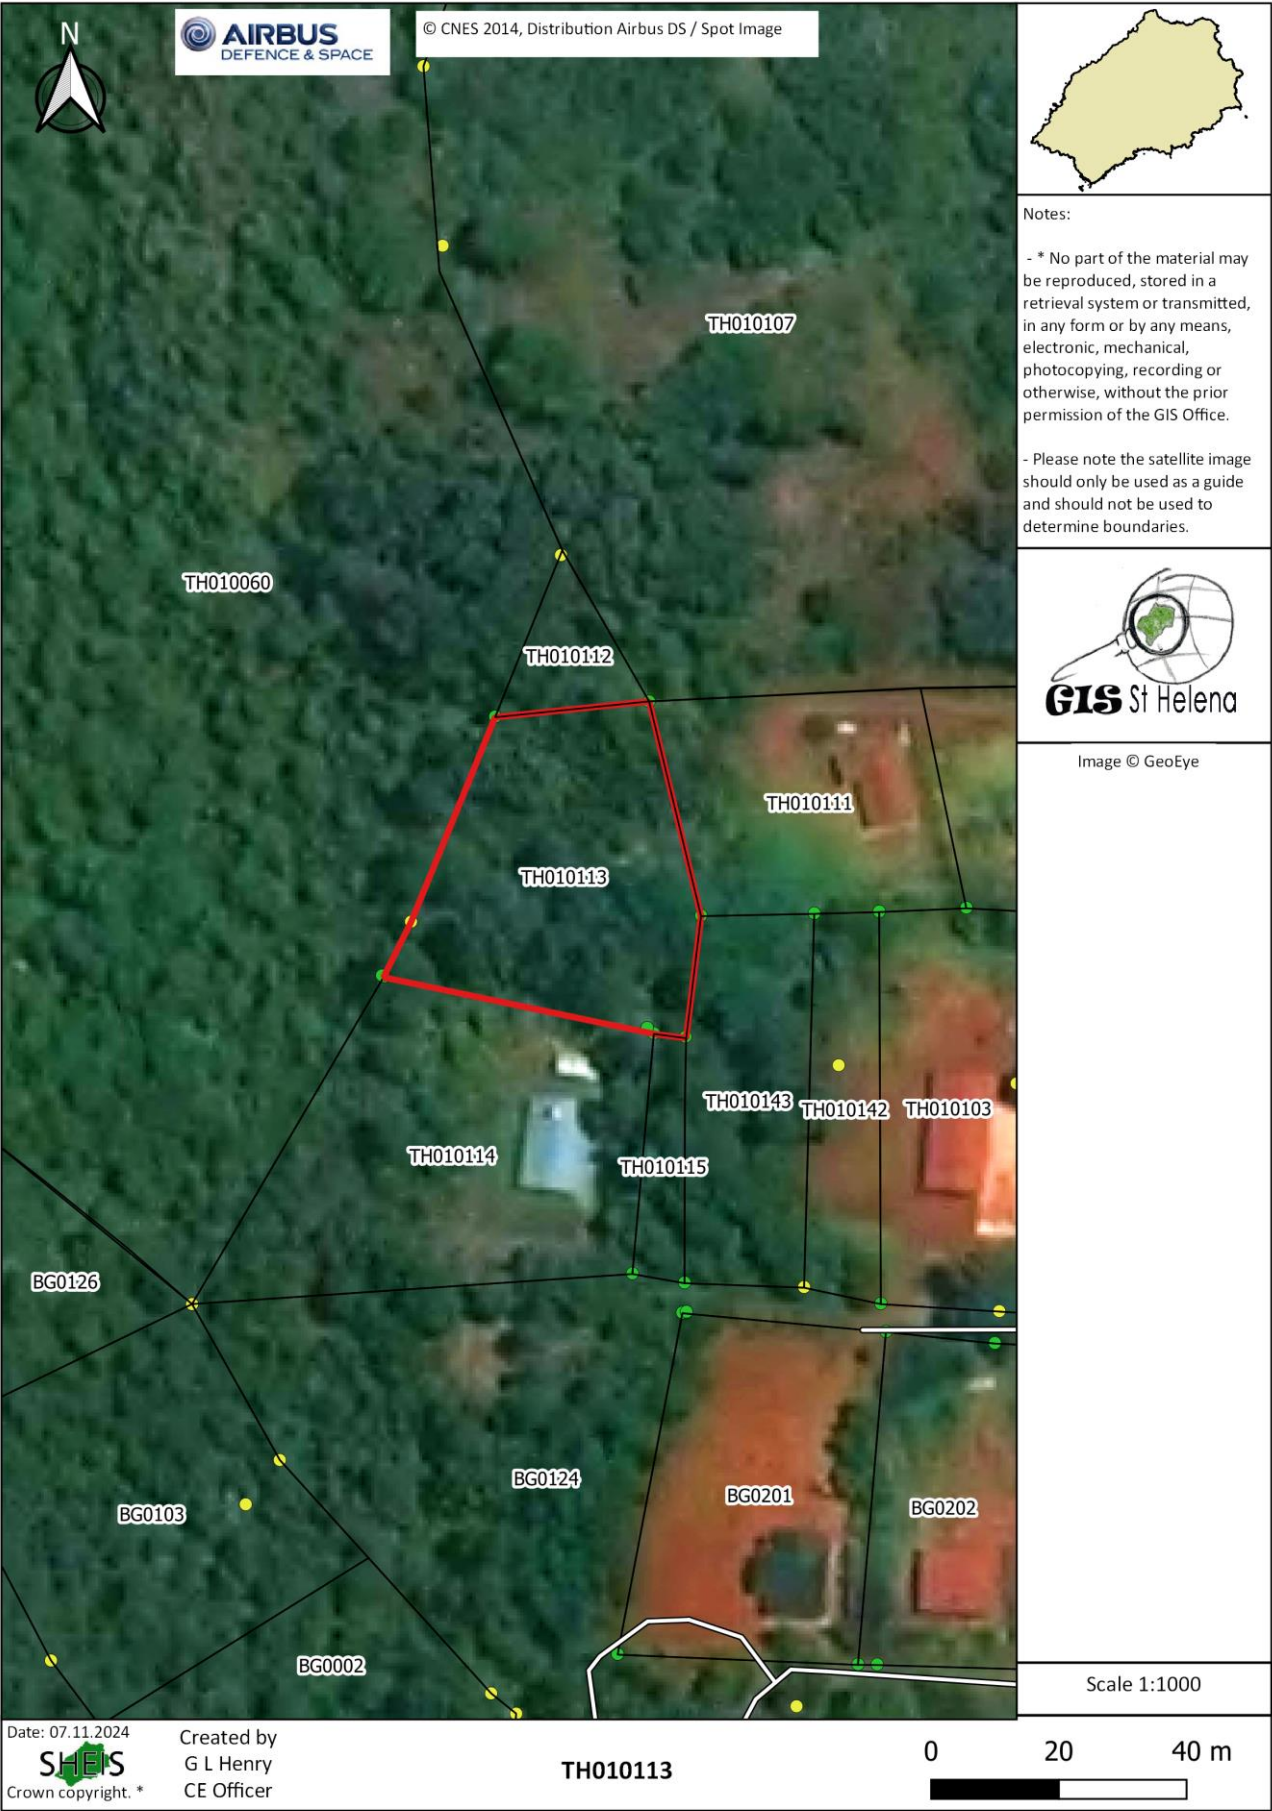 N
AIRBUS
DEFENCE & SPACE
© CNES 2014, Distribution Airbus DS / Spot Image
TH010107
TH010060
TH010112
TH010111
TH010113
TH010143
TH010142
TH010103
TH010114
TH010115
BG0126
BG0124
BG0201
BG0202
BG0103
BG0002
Notes:
- * No part of the material may
be reproduced, stored in a
retrieval system or transmitted,
in any form or by any means,
electronic, mechanical,
photocopying, recording or
otherwise, without the prior
permission of the GIS Office.
- Please note the satellite image
should only be used as a guide
and should not be used to
determine boundaries.
GIS St Helena
Image © GeoEye
Scale 1:1000
Date: 07.11.2024
SHEIS
Crown copyright. *
Created by
G L Henry
CE Officer
TH010113
0 20 40 m